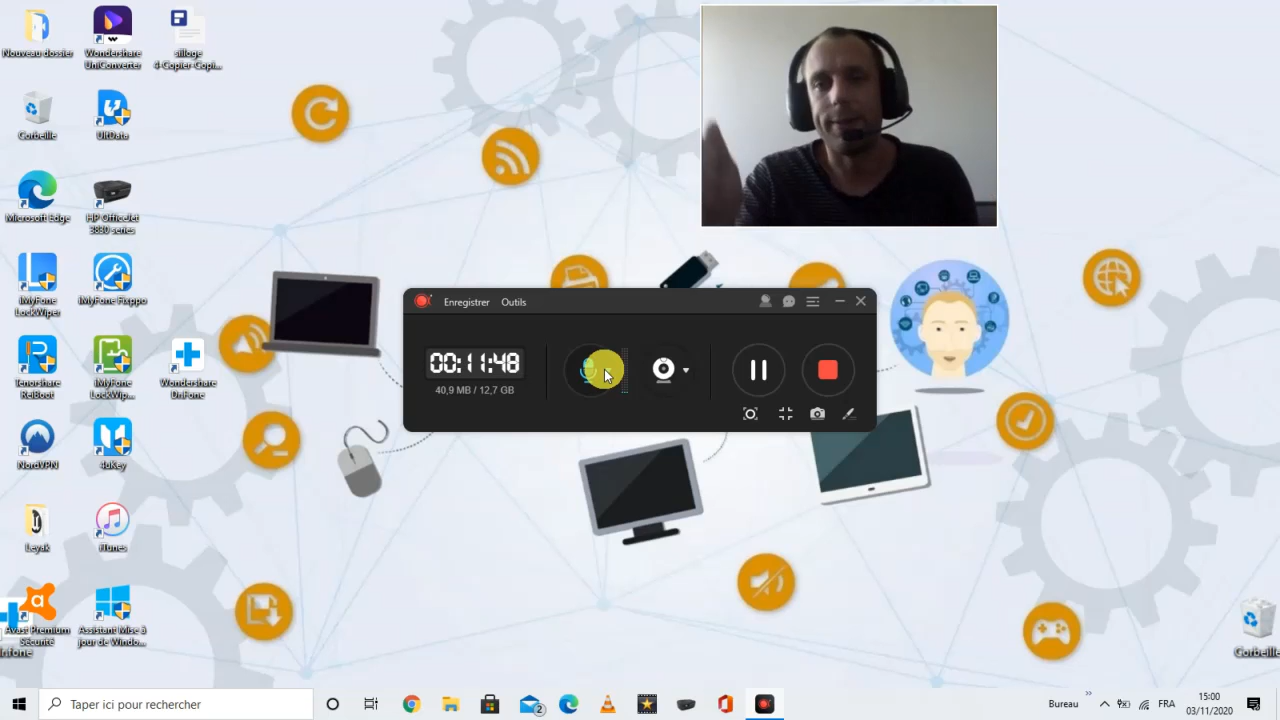 Nouveau dossier
Wondershare
UniConverter
silloge
4-Copier-Copi...
Corbeille
UltData
Microsoft Edge
HP OfficeJet
3830 series
iMyFone
LockWiper
iMyFone Fixppo
Tenorshare
ReiBoot
iMyFone
LockWip...
Wondershare
DrFone
NordVPN
4uKey
Leyak
iTunes
Avast Premium
Sécurité
Assistant Mise à
jour de Windo...
Enregistrer
Outils
00:11:48
40,9 MB / 12,7 GB
Corbeille
Taper ici pour rechercher
2
Bureau
»
FRA
15:00
03/11/2020